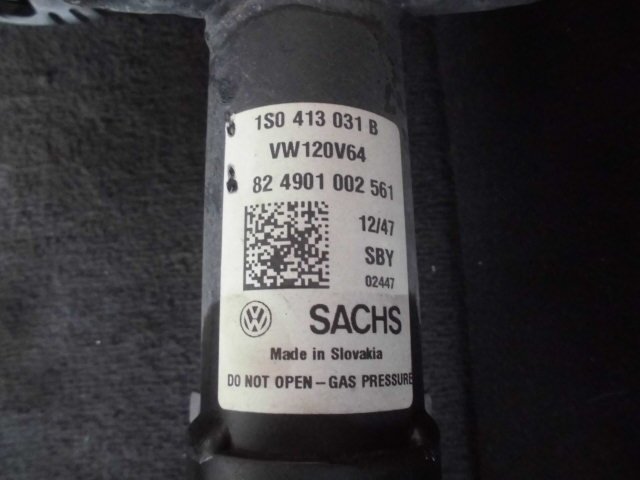 1S0 413 031 B
VW120V64
82 4901 002 561
12/47
SBY
02447
SACHS
Made in Slovakia
DO NOT OPEN – GAS PRESSURE